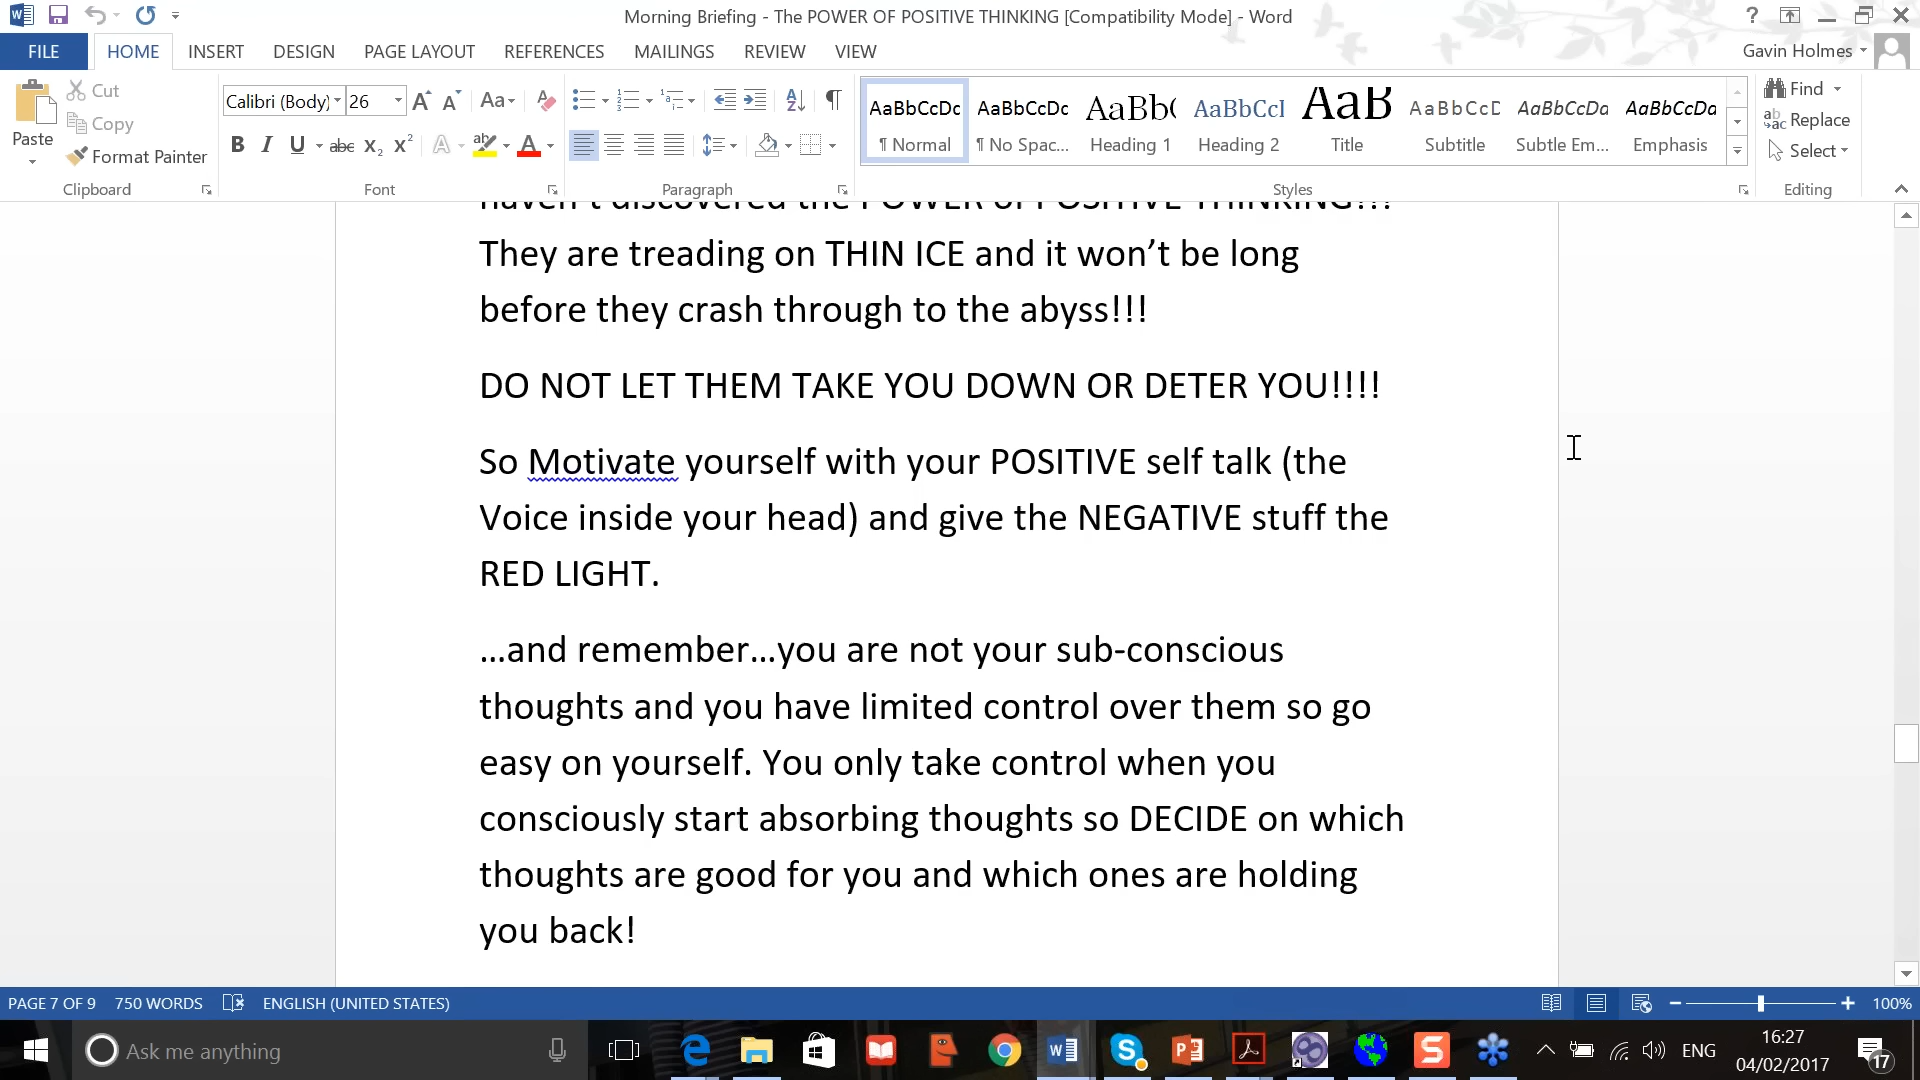 Morning Briefing - The POWER OF POSITIVE THINKING [Compatibility Mode] - Word
FILE HOME INSERT DESIGN PAGE LAYOUT REFERENCES MAILINGS REVIEW VIEW
Gavin Holmes
Paste
Cut
Copy
Format Painter
Clipboard
Calibri (Body) 26
Font
Paragraph
AaBbCcDc AaBbCcDc AaBb( AaBbCcI AaB AaBbCcD AaBbCcDa AaBbCcDa
¶ Normal ¶ No Spac... Heading 1 Heading 2 Title Subtitle Subtle Em... Emphasis
Styles
Find
Replace
Select
Editing
haven't discovered the POWER of POSITIVE THINKING!!!
They are treading on THIN ICE and it won’t be long
before they crash through to the abyss!!!
DO NOT LET THEM TAKE YOU DOWN OR DETER YOU!!!!
So Motivate yourself with your POSITIVE self talk (the
Voice inside your head) and give the NEGATIVE stuff the
RED LIGHT.
…and remember…you are not your sub-conscious
thoughts and you have limited control over them so go
easy on yourself. You only take control when you
consciously start absorbing thoughts so DECIDE on which
thoughts are good for you and which ones are holding
you back!
PAGE 7 OF 9 750 WORDS ENGLISH (UNITED STATES) 100%
Ask me anything
ENG
16:27
04/02/2017
17